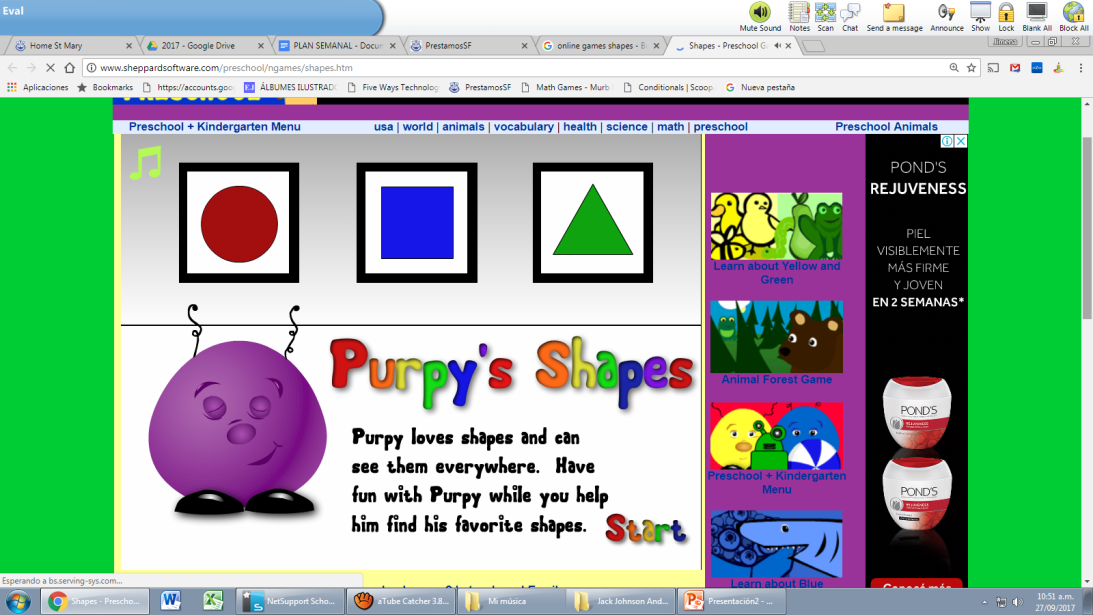 Eval
Mute Sound Notes Scan Chat Send a message Announce Show Lock Blank All Block All
Home St Mary
2017 - Google Drive
PLAN SEMANAL - Docum
PrestamosSF
online games shapes - B
Shapes - Preschool G
Jimena
www.sheppardsoftware.com/preschool/ngames/shapes.htm
Aplicaciones
Bookmarks
https://accounts.goo
ÁLBUMES ILUSTRAD
Five Ways Technolog
PrestamosSF
Math Games - Murb
Conditionals | Scoop
Nueva pestaña
Preschool + Kindergarten Menu
usa | world | animals | vocabulary | health | science | math | preschool
Preschool Animals
Purpy's Shapes
Purpy loves shapes and can
see them everywhere. Have
fun with Purpy while you help
him find his favorite shapes.
Start
Learn about Yellow and
Green
Animal Forest Game
Preschool + Kindergarten
Menu
Learn about Blue
POND'S
REJUVENESS
PIEL
VISIBLEMENTE
MÁS FIRME
Y JOVEN
EN 2 SEMANAS*
POND'S
POND'S
Conocé más
Esperando a bs.serving-sys.com...
Shapes - Prescho...
NetSupport Scho...
aTube Catcher 3.8...
Mi música
Jack Johnson And...
Presentación2 - ...
10:51 a.m.
27/09/2017